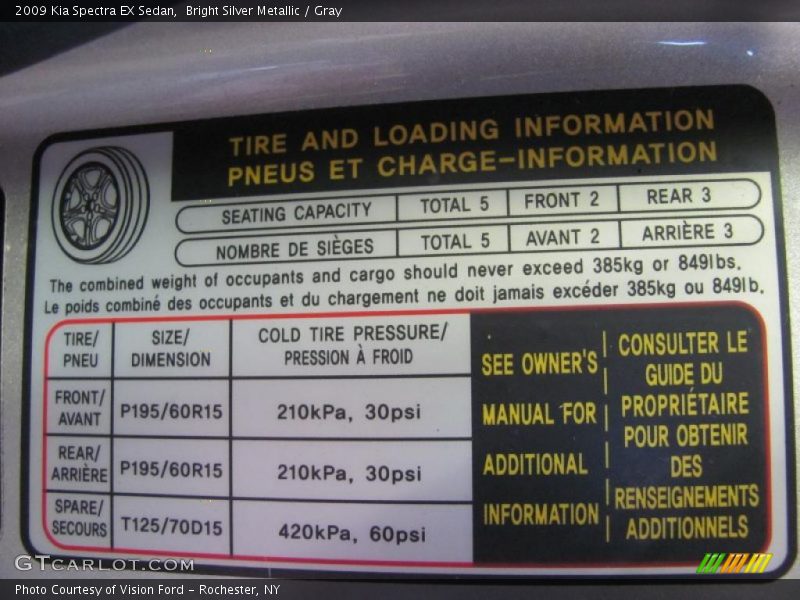 2009 Kia Spectra EX Sedan,  Bright Silver Metallic / Gray
TIRE AND LOADING INFORMATION
PNEUS ET CHARGE-INFORMATION
SEATING CAPACITY TOTAL 5 FRONT 2 REAR 3
NOMBRE DE SIÈGES TOTAL 5 AVANT 2 ARRIÈRE 3
The combined weight of occupants and cargo should never exceed 385kg or 849lbs.
Le poids combiné des occupants et du chargement ne doit jamais excéder 385kg ou 849lb.
TIRE/
PNEU
SIZE/
DIMENSION
COLD TIRE PRESSURE/
PRESSION À FROID
FRONT/
AVANT
P195/60R15
210kPa, 30psi
REAR/
ARRIÈRE
P195/60R15
210kPa, 30psi
SPARE/
SECOURS
T125/70D15
420kPa, 60psi
SEE OWNER'S
MANUAL FOR
ADDITIONAL
INFORMATION
CONSULTER LE
GUIDE DU
PROPRIÉTAIRE
POUR OBTENIR
DES
RENSEIGNEMENTS
ADDITIONNELS
GTCARLOT.COM
Photo Courtesy of Vision Ford - Rochester, NY